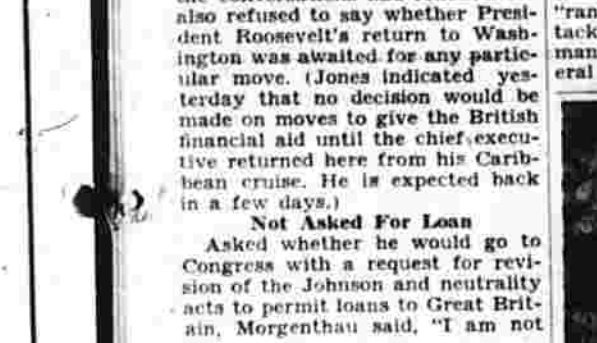 also refused to say whether Presi-
dent Roosevelt's return to Wash-
ington was awaited for any partic-
ular move. (Jones indicated yes-
terday that no decision would be
made on moves to give the British
financial aid until the chief execu-
tive returned here from his Carib-
bean cruise. He is expected back
in a few days.)
Not Asked For Loan
Asked whether he would go to
Congress with a request for revi-
sion of the Johnson and neutrality
acts to permit loans to Great Brit-
ain, Morgenthau said, "I am not
"ran
tack
man
eral